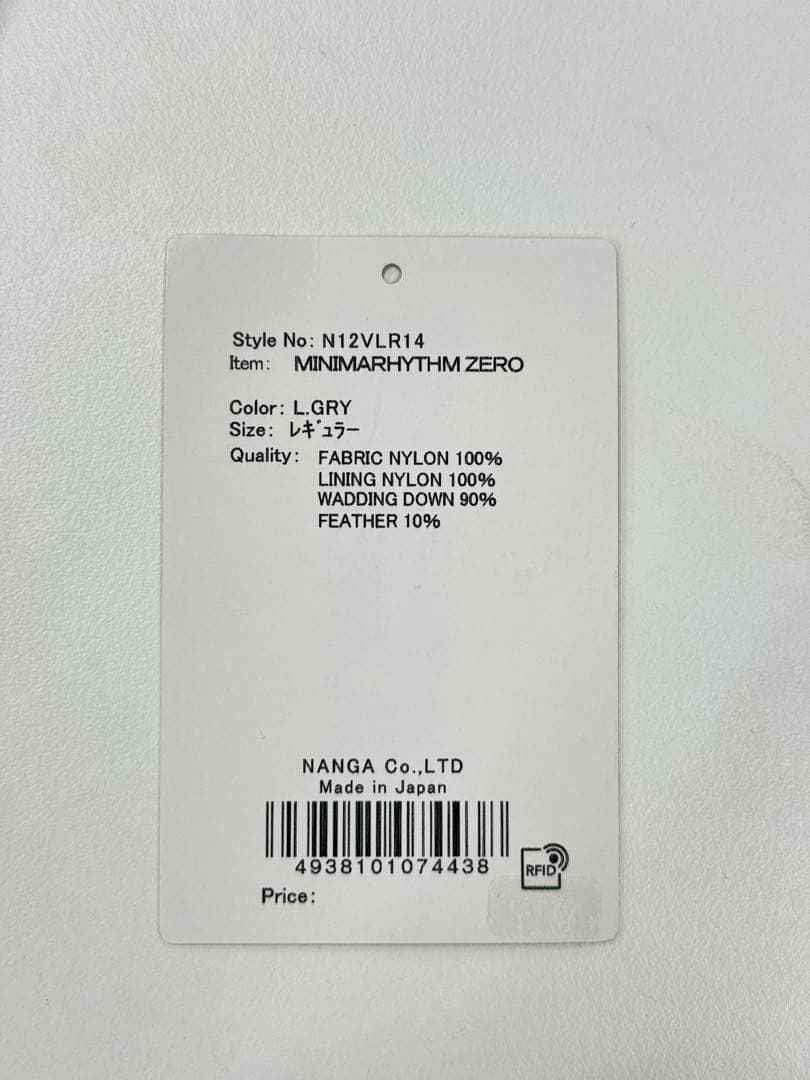 Style No: N12VLR14
Item: MINIMARHYTHM ZERO
Color: L.GRY
Size: ﾚｷﾞｭﾗｰ
Quality: FABRIC NYLON 100%
LINING NYLON 100%
WADDING DOWN 90%
FEATHER 10%
NANGA Co.,LTD
Made in Japan
4938101074438
RFID
Price: